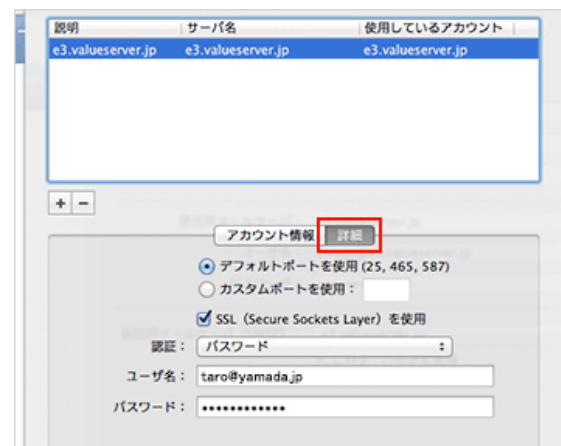 説明 サーバ名 使用しているアカウント
e3.valueserver.jp e3.valueserver.jp e3.valueserver.jp
+ −
アカウント情報 詳細
デフォルトポートを使用 (25, 465, 587)
カスタムポートを使用：
SSL（Secure Sockets Layer）を使用
認証： パスワード
ユーザ名： taro@yamada.jp
パスワード： ••••••••••••